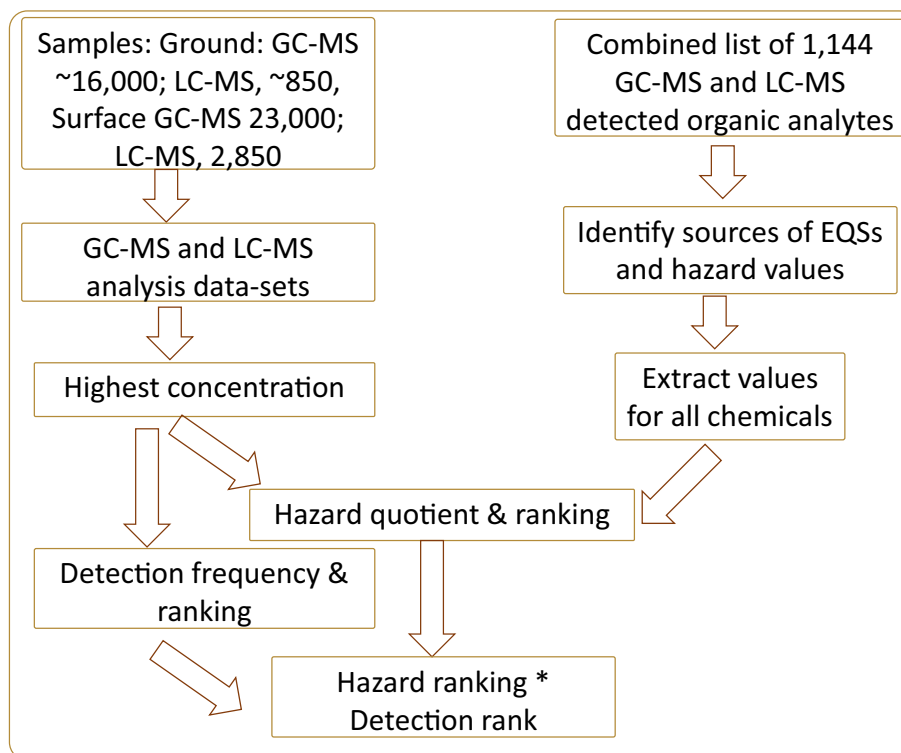 Samples: Ground: GC-MS
~16,000; LC-MS, ~850,
Surface GC-MS 23,000;
LC-MS, 2,850
GC-MS and LC-MS
analysis data-sets
Highest concentration
Detection frequency &
ranking
Combined list of 1,144
GC-MS and LC-MS
detected organic analytes
Identify sources of EQSs
and hazard values
Extract values
for all chemicals
Hazard quotient & ranking
Hazard ranking *
Detection rank